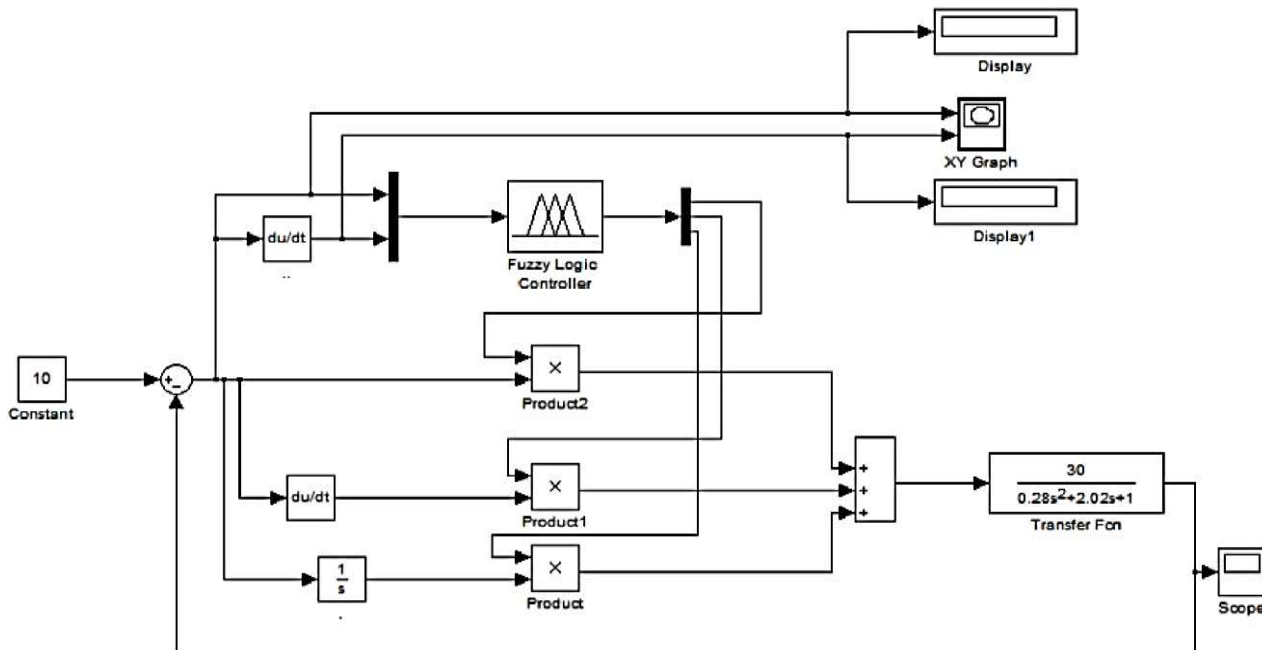 Display
XY Graph
Display1
du/dt
..
Fuzzy Logic
Controller
10
Constant
+
-
×
Product2
du/dt
×
Product1
1
s
.
×
Product
+
+
+
30
0.28s²+2.02s+1
Transfer Fcn
Scope